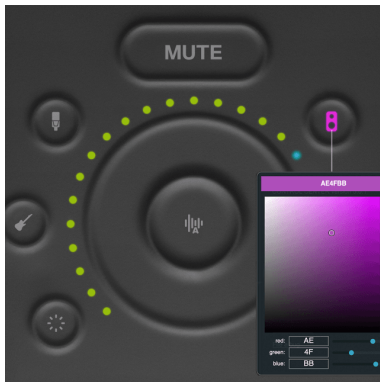 MUTE
A
AE4FBB
red: AE
green: 4F
blue: BB